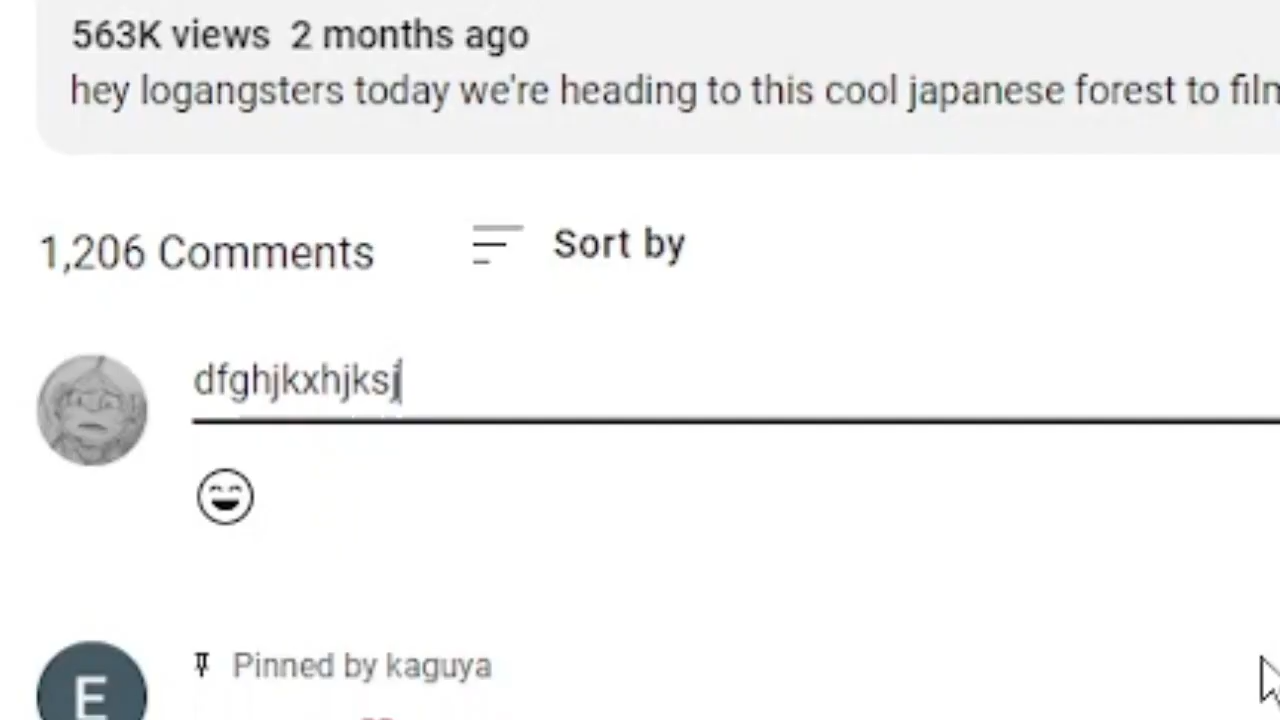 563K views 2 months ago
hey logangsters today we're heading to this cool japanese forest to film
1,206 Comments
Sort by
dfghjkxhjksj
Pinned by kaguya
E